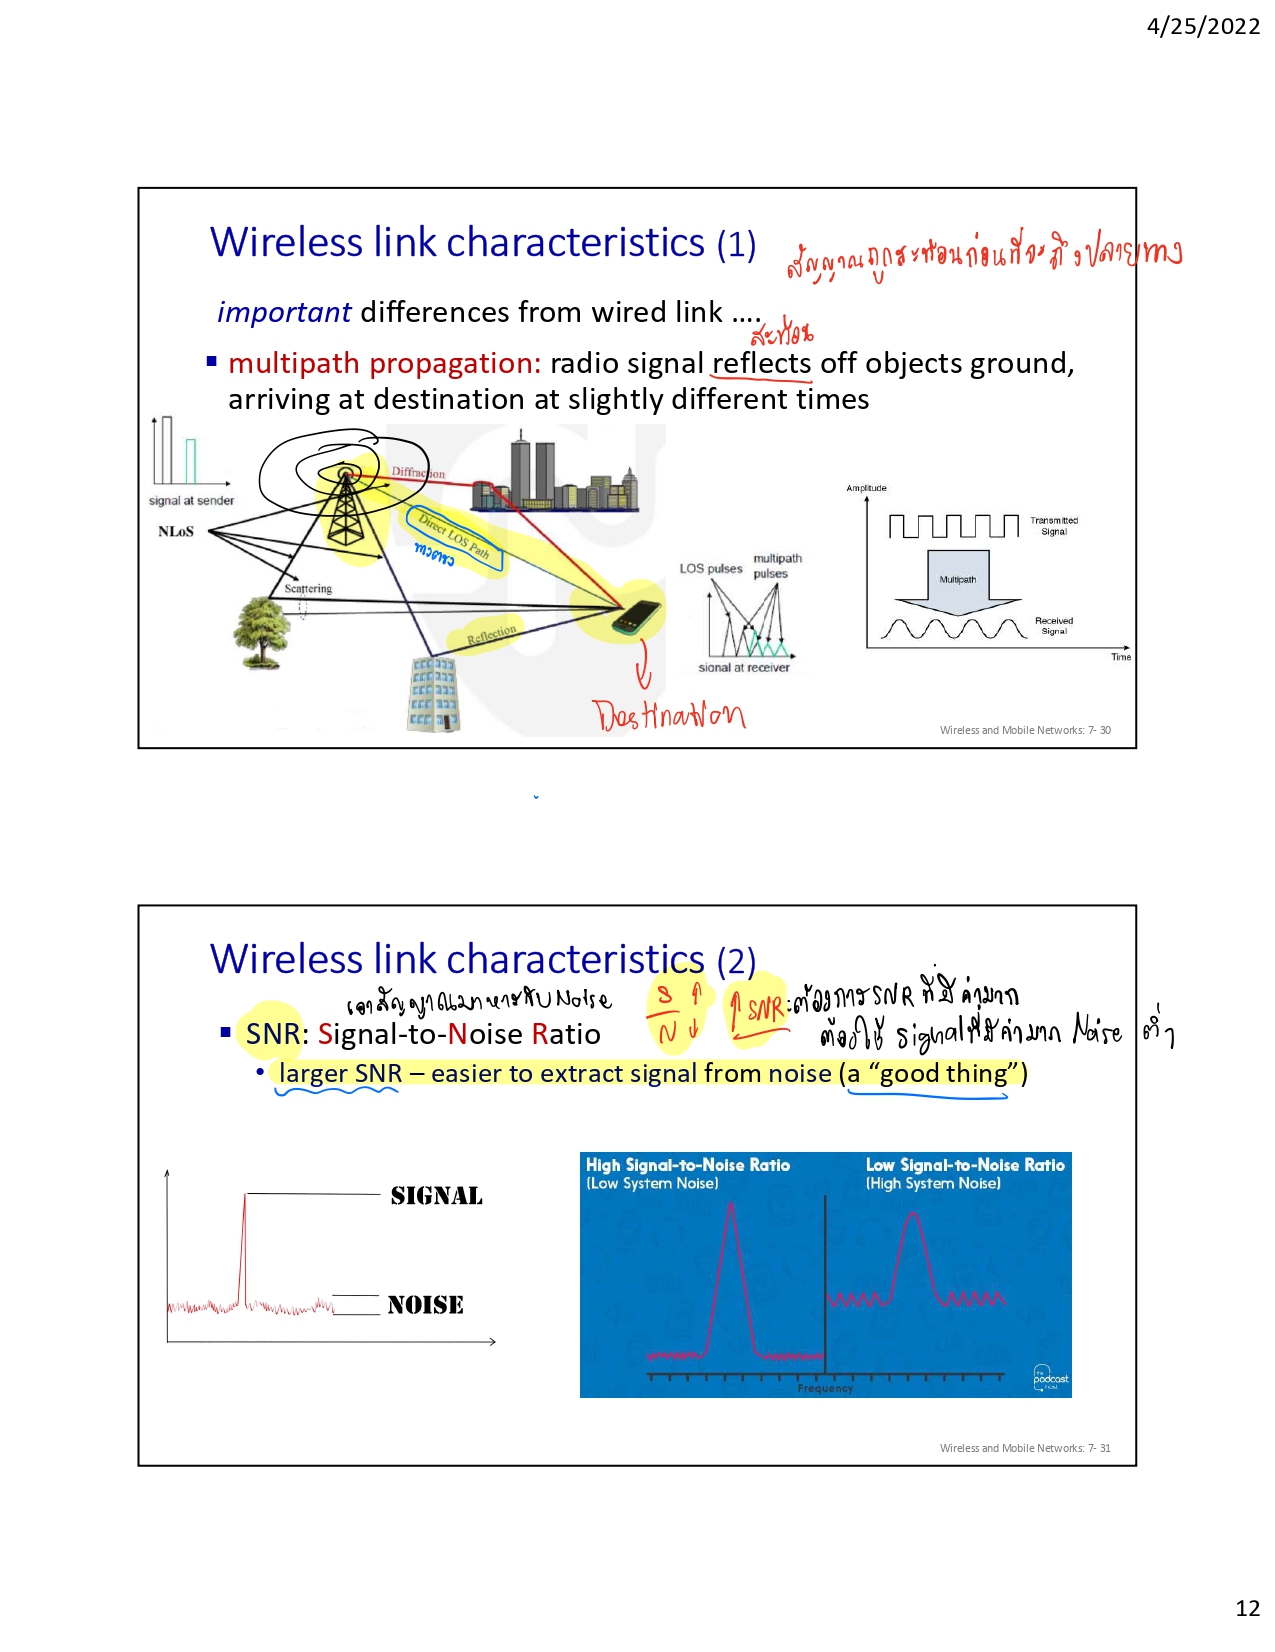 4/25/2022
Wireless link characteristics (1)
สัญญาณถูกสะท้อนก่อนที่จะถึงปลายทาง
important differences from wired link ....
สะท้อน
▪ multipath propagation: radio signal reflects off objects ground,
arriving at destination at slightly different times
signal at sender
NLoS
Diffraction
Direct LOS Path
ทางตรง
Scattering
Reflection
LOS pulses
multipath
pulses
signal at receiver
Destination
Amplitude
Transmitted
Signal
Multipath
Received
Signal
Time
Wireless and Mobile Networks: 7- 30
Wireless link characteristics (2)
เอาสัญญาณมาหารกับ Noise
S ↑
N ↓
↑ SNR : ต้องการ SNR ที่มีค่ามาก
ต้องใช้ signal ที่มีค่ามาก Noise ต่ำ
▪ SNR: Signal-to-Noise Ratio
• larger SNR – easier to extract signal from noise (a “good thing”)
SIGNAL
NOISE
High Signal-to-Noise Ratio
(Low System Noise)
Low Signal-to-Noise Ratio
(High System Noise)
Frequency
the
podcast
host
Wireless and Mobile Networks: 7- 31
12